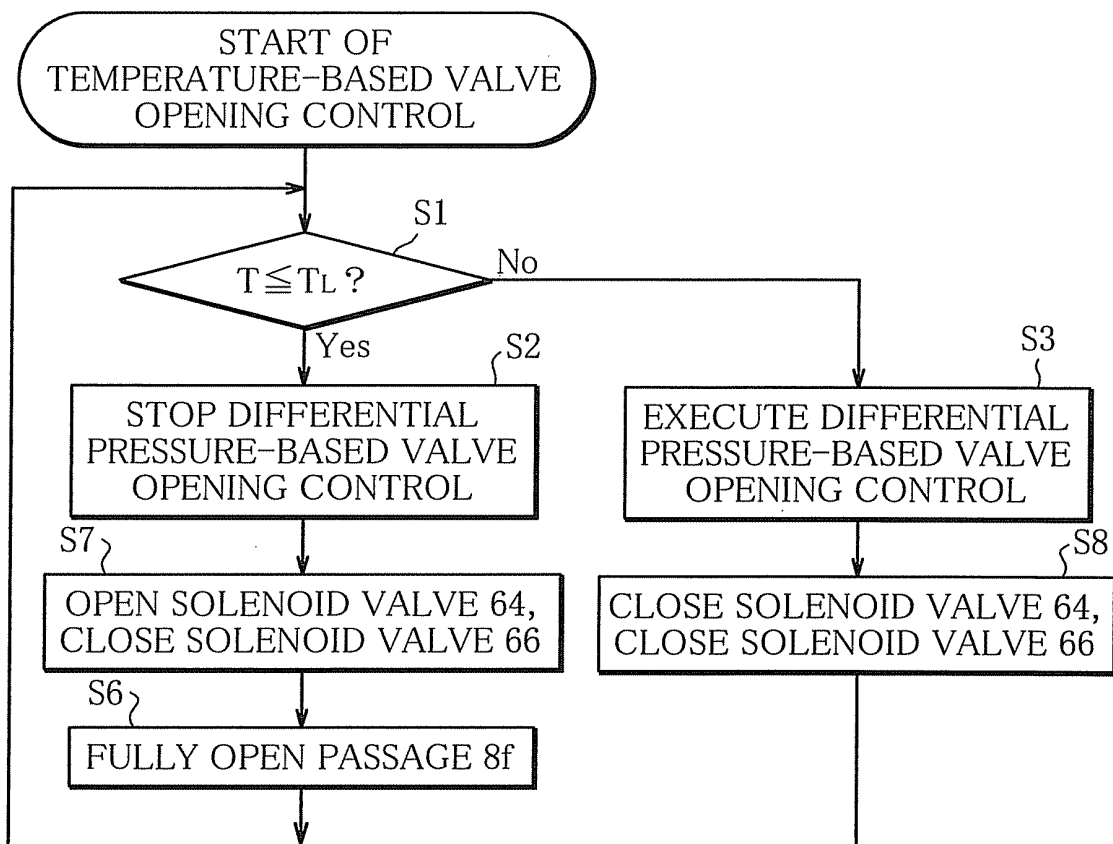 START OF
TEMPERATURE-BASED VALVE
OPENING CONTROL
S1
T≦TL ?
No
Yes
S2
STOP DIFFERENTIAL
PRESSURE-BASED VALVE
OPENING CONTROL
S3
EXECUTE DIFFERENTIAL
PRESSURE-BASED VALVE
OPENING CONTROL
S7
OPEN SOLENOID VALVE 64,
CLOSE SOLENOID VALVE 66
S8
CLOSE SOLENOID VALVE 64,
CLOSE SOLENOID VALVE 66
S6
FULLY OPEN PASSAGE 8f